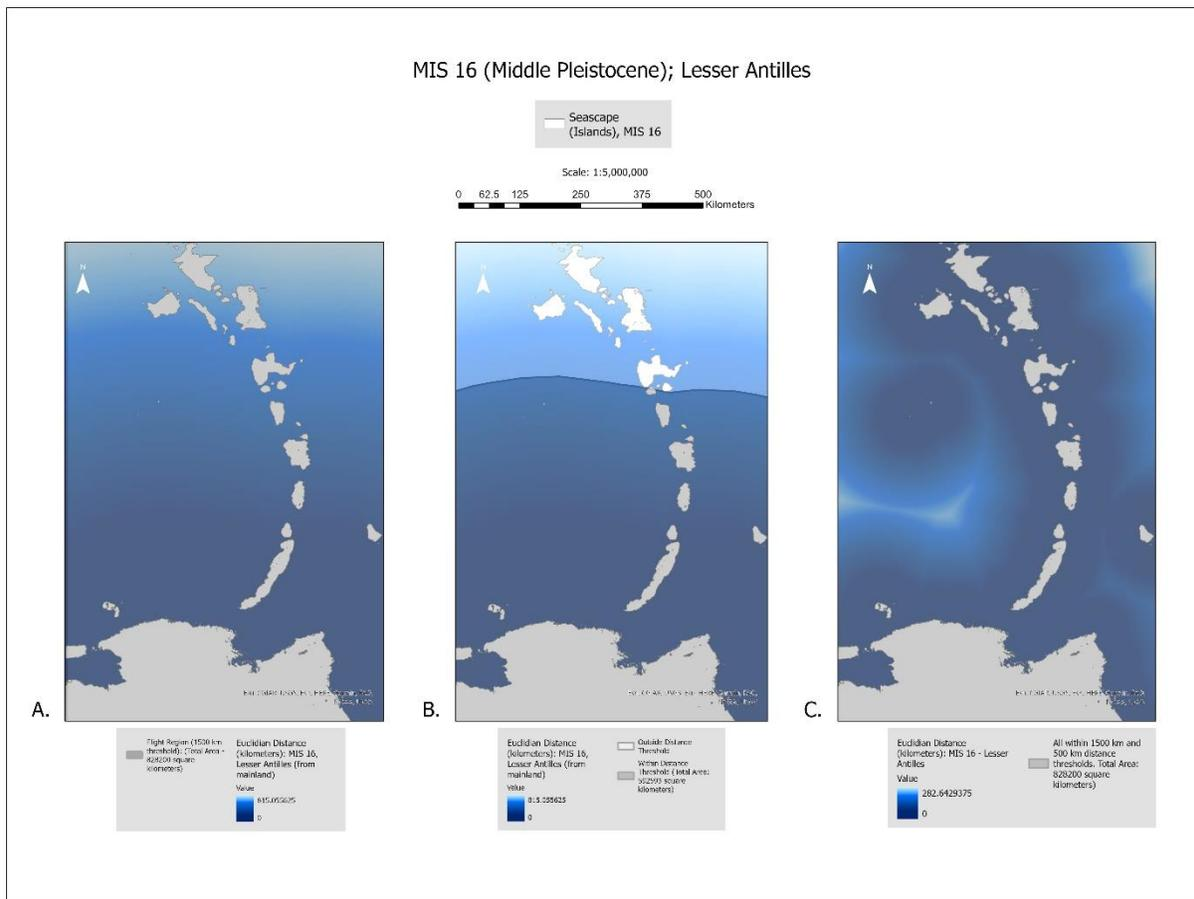 MIS 16 (Middle Pleistocene); Lesser Antilles
Seascape
(Islands), MIS 16
Scale: 1:5,000,000
0 62.5 125 250 375 500
Kilometers
N
N
N
A.
B.
C.
Flight Region (1500 km
threshold): (Total Area -
828200 square
kilometers)
Euclidian Distance
(kilometers): MIS 16,
Lesser Antilles (from
mainland)
Value
815.055625
0
Euclidian Distance
(kilometers): MIS 16,
Lesser Antilles (from
mainland)
Value
815.055625
0
Outside Distance
Threshold
Within Distance
Threshold (Total Area:
square
kilometers)
Euclidian Distance
(kilometers): MIS 16 - Lesser
Antilles
Value
282.6429375
0
All within 1500 km and
500 km distance
thresholds. Total Area:
828200 square
kilometers)